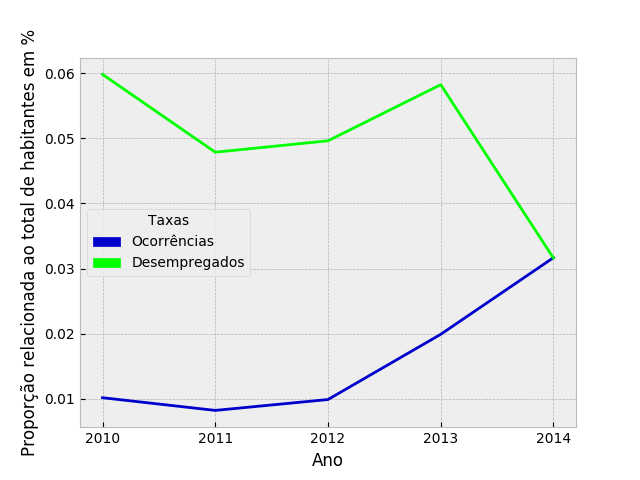 Proporção relacionada ao total de habitantes em %
0.06
0.05
0.04
0.03
0.02
0.01
Taxas
Ocorrências
Desempregados
2010 2011 2012 2013 2014
Ano